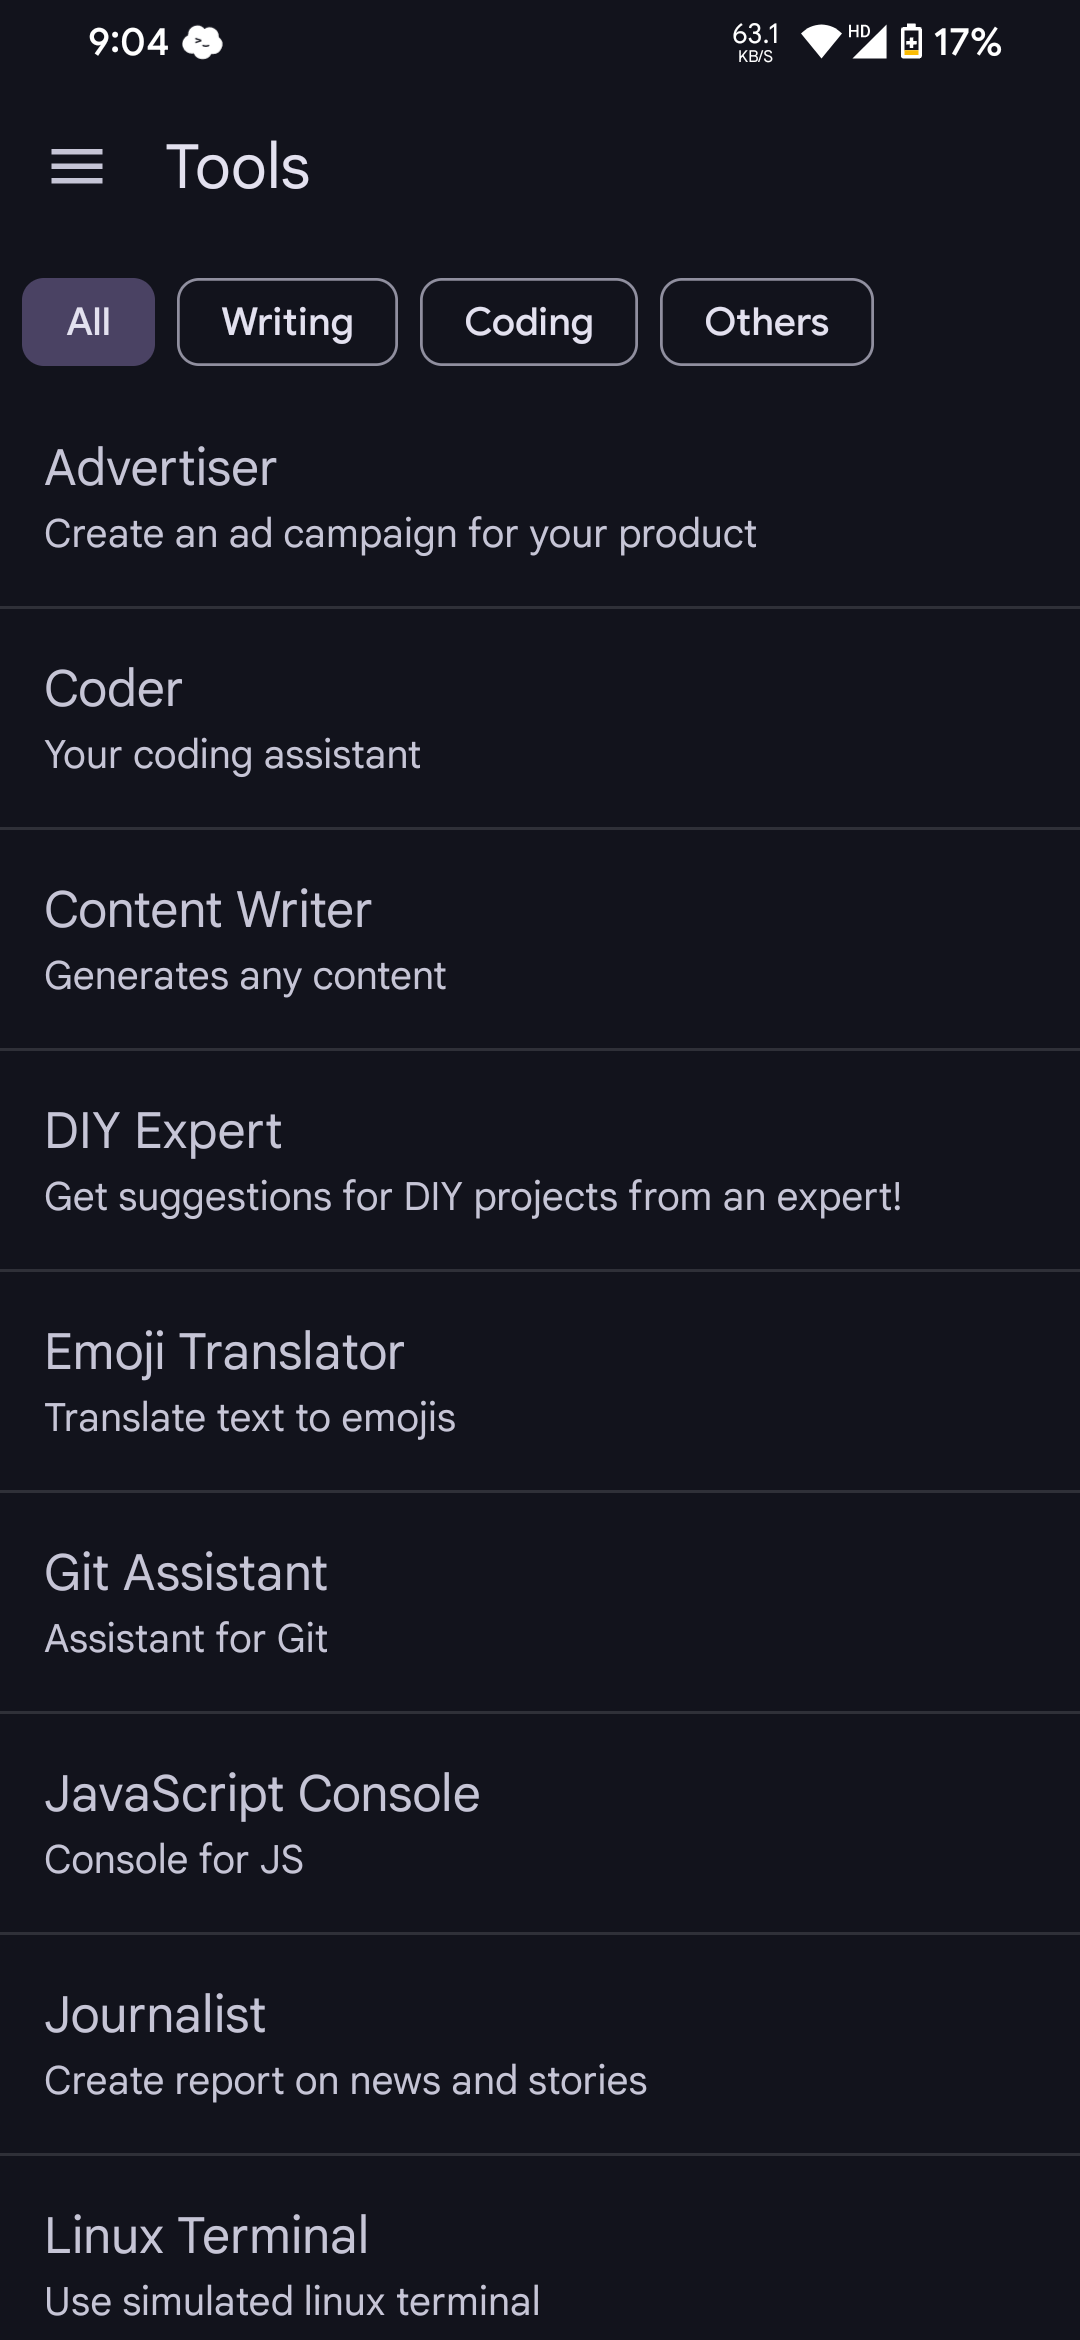 9:04
63.1
KB/S
HD
17%
Tools
All
Writing
Coding
Others
Advertiser
Create an ad campaign for your product
Coder
Your coding assistant
Content Writer
Generates any content
DIY Expert
Get suggestions for DIY projects from an expert!
Emoji Translator
Translate text to emojis
Git Assistant
Assistant for Git
JavaScript Console
Console for JS
Journalist
Create report on news and stories
Linux Terminal
Use simulated linux terminal